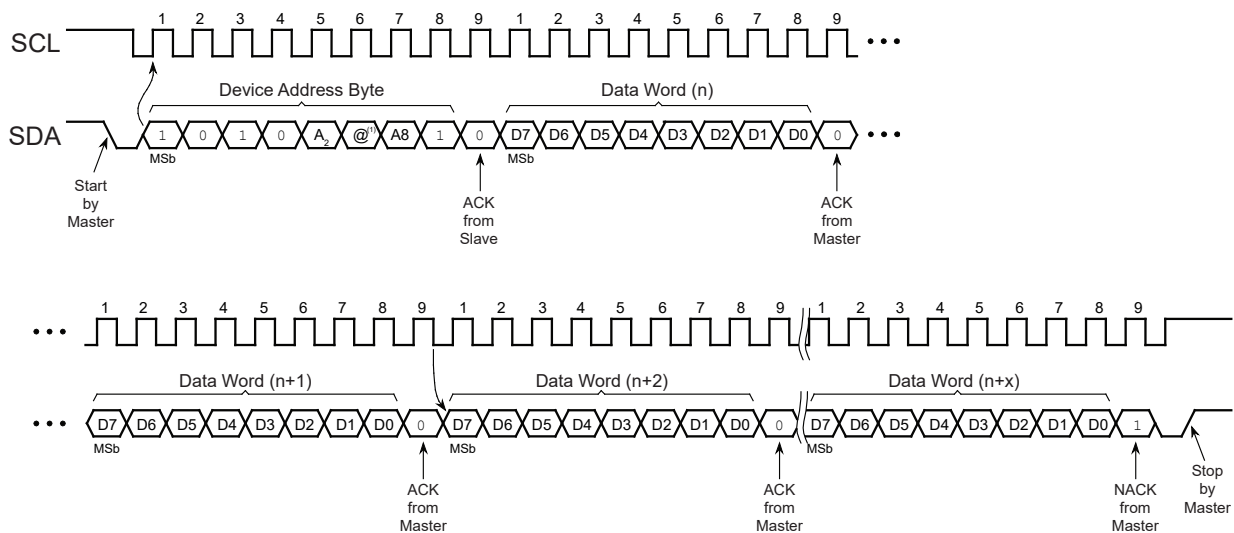 1 2 3 4 5 6 7 8 9 1 2 3 4 5 6 7 8 9
SCL
Device Address Byte Data Word (n)
SDA 1 0 1 0 A2 @(1) A8 1 0 D7 D6 D5 D4 D3 D2 D1 D0 0
MSb MSb
Start
by
Master
ACK
from
Slave
ACK
from
Master
1 2 3 4 5 6 7 8 9 1 2 3 4 5 6 7 8 9 1 2 3 4 5 6 7 8 9
Data Word (n+1) Data Word (n+2) Data Word (n+x)
D7 D6 D5 D4 D3 D2 D1 D0 0 D7 D6 D5 D4 D3 D2 D1 D0 0 D7 D6 D5 D4 D3 D2 D1 D0 1
MSb MSb MSb
ACK
from
Master
ACK
from
Master
NACK
from
Master
Stop
by
Master